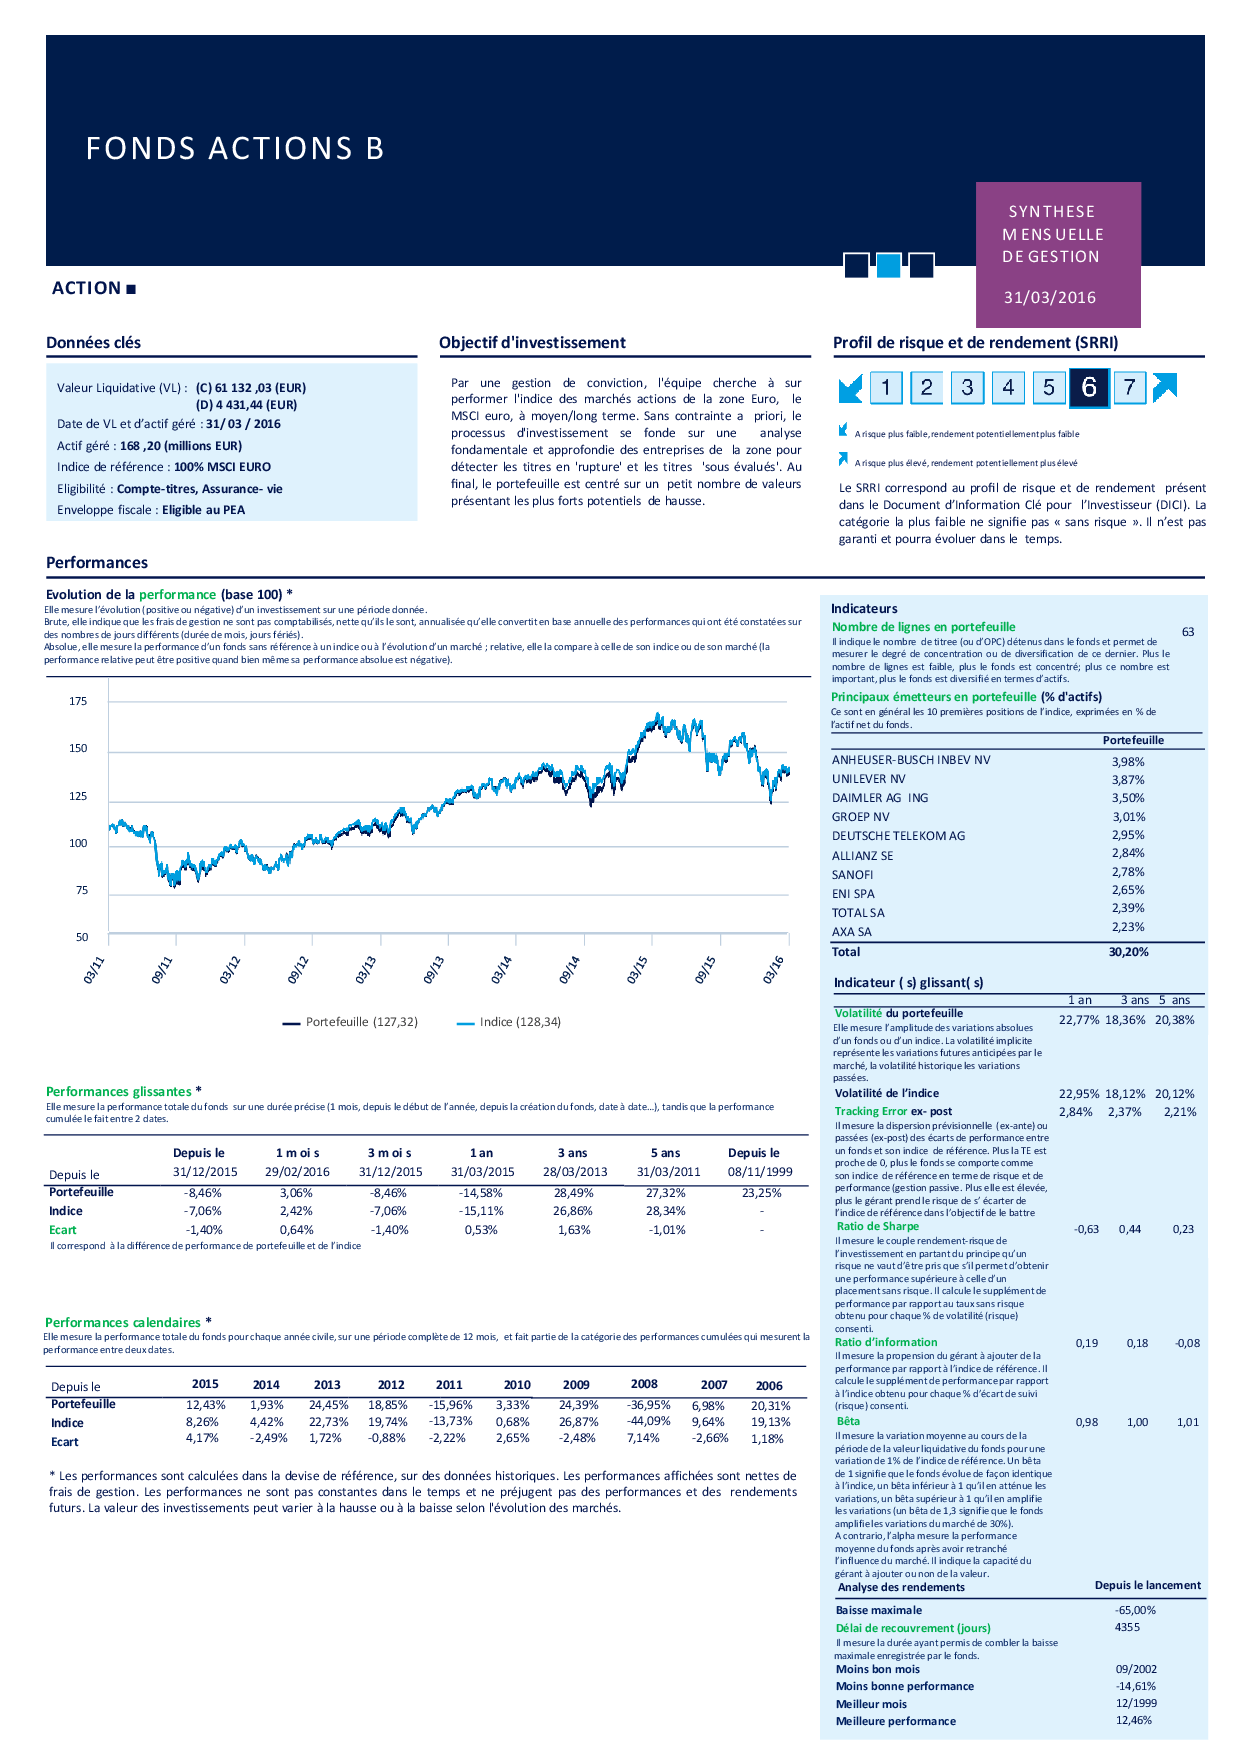 FONDS ACTIONS B
SYNTHESE
MENSUELLE
DE GESTION
31/03/2016
ACTION
Données clés
Valeur Liquidative (VL) : (C) 61 132 ,03 (EUR)
(D) 4 431,44 (EUR)
Date de VL et d’actif géré : 31/ 03 / 2016
Actif géré : 168 ,20 (millions EUR)
Indice de référence : 100% MSCI EURO
Eligibilité : Compte-titres, Assurance- vie
Enveloppe fiscale : Eligible au PEA
Objectif d'investissement
Par une gestion de conviction, l'équipe cherche à sur
performer l'indice des marchés actions de la zone Euro, le
MSCI euro, à moyen/long terme. Sans contrainte a priori, le
processus d'investissement se fonde sur une analyse
fondamentale et approfondie des entreprises de la zone pour
détecter les titres en 'rupture' et les titres 'sous évalués'. Au
final, le portefeuille est centré sur un petit nombre de valeurs
présentant les plus forts potentiels de hausse.
Profil de risque et de rendement (SRRI)
1 2 3 4 5 6 7
A risque plus faible, rendement potentiellement plus faible
A risque plus élevé, rendement potentiellement plus élevé
Le SRRI correspond au profil de risque et de rendement présent
dans le Document d’Information Clé pour l’Investisseur (DICI). La
catégorie la plus faible ne signifie pas « sans risque ». Il n’est pas
garanti et pourra évoluer dans le temps.
Performances
Evolution de la performance (base 100) *
Elle mesure l’évolution (positive ou négative) d’un investissement sur une période donnée.
Brute, elle indique que les frais de gestion ne sont pas comptabilisés, nette qu’ils le sont, annualisée qu’elle convertit en base annuelle des performances qui ont été constatées sur
des nombres de jours différents (durée de mois, jours fériés).
Absolue, elle mesure la performance d’un fonds sans référence à un indice ou à l’évolution d’un marché ; relative, elle la compare à celle de son indice ou de son marché (la
performance relative peut être positive quand bien même sa performance absolue est négative).
175
150
125
100
75
50
03/11 09/11 03/12 09/12 03/13 09/13 03/14 09/14 03/15 09/15 03/16
Portefeuille (127,32) Indice (128,34)
Performances glissantes *
Elle mesure la performance totale du fonds sur une durée précise (1 mois, depuis le début de l’année, depuis la création du fonds, date à date…), tandis que la performance
cumulée le fait entre 2 dates.
Depuis le 1 m oi s 3 m oi s 1 an 3 ans 5 ans Depuis le
Depuis le 31/12/2015 29/02/2016 31/12/2015 31/03/2015 28/03/2013 31/03/2011 08/11/1999
Portefeuille -8,46% 3,06% -8,46% -14,58% 28,49% 27,32% 23,25%
Indice -7,06% 2,42% -7,06% -15,11% 26,86% 28,34% -
Ecart -1,40% 0,64% -1,40% 0,53% 1,63% -1,01% -
Il correspond à la différence de performance de portefeuille et de l’indice
Performances calendaires *
Elle mesure la performance totale du fonds pour chaque année civile, sur une période complète de 12 mois, et fait partie de la catégorie des performances cumulées qui mesurent la
performance entre deux dates.
Depuis le 2015 2014 2013 2012 2011 2010 2009 2008 2007 2006
Portefeuille 12,43% 1,93% 24,45% 18,85% -15,96% 3,33% 24,39% -36,95% 6,98% 20,31%
Indice 8,26% 4,42% 22,73% 19,74% -13,73% 0,68% 26,87% -44,09% 9,64% 19,13%
Ecart 4,17% -2,49% 1,72% -0,88% -2,22% 2,65% -2,48% 7,14% -2,66% 1,18%
* Les performances sont calculées dans la devise de référence, sur des données historiques. Les performances affichées sont nettes de
frais de gestion. Les performances ne sont pas constantes dans le temps et ne préjugent pas des performances et des rendements
futurs. La valeur des investissements peut varier à la hausse ou à la baisse selon l'évolution des marchés.
Indicateurs
Nombre de lignes en portefeuille 63
Il indique le nombre de titree (ou d’OPC) détenus dans le fonds et permet de
mesurer le degré de concentration ou de diversification de ce dernier. Plus le
nombre de lignes est faible, plus le fonds est concentré; plus ce nombre est
important, plus le fonds est diversifié en termes d’actifs.
Principaux émetteurs en portefeuille (% d'actifs)
Ce sont en général les 10 premières positions de l’indice, exprimées en % de
l’actif net du fonds.
Portefeuille
ANHEUSER-BUSCH INBEV NV 3,98%
UNILEVER NV 3,87%
DAIMLER AG ING 3,50%
GROEP NV 3,01%
DEUTSCHE TELEKOM AG 2,95%
ALLIANZ SE 2,84%
SANOFI 2,78%
ENI SPA 2,65%
TOTAL SA 2,39%
AXA SA 2,23%
Total 30,20%
Indicateur ( s) glissant( s)
1 an 3 ans 5 ans
Volatilité du portefeuille 22,77% 18,36% 20,38%
Elle mesure l’amplitude des variations absolues
d’un fonds ou d’un indice. La volatilité implicite
représente les variations futures anticipées par le
marché, la volatilité historique les variations
passées.
Volatilité de l’indice 22,95% 18,12% 20,12%
Tracking Error ex- post 2,84% 2,37% 2,21%
Il mesure la dispersion prévisionnelle (ex-ante) ou
passées (ex-post) des écarts de performance entre
un fonds et son indice de référence. Plus la TE est
proche de 0, plus le fonds se comporte comme
son indice de référence en terme de risque et de
performance (gestion passive. Plus elle est élevée,
plus le gérant prend le risque de s’ écarter de
l’indice de référence dans l’objectif de le battre
Ratio de Sharpe -0,63 0,44 0,23
Il mesure le couple rendement-risque de
l’investissement en partant du principe qu’un
risque ne vaut d’être pris que s’il permet d’obtenir
une performance supérieure à celle d’un
placement sans risque. Il calcule le supplément de
performance par rapport au taux sans risque
obtenu pour chaque % de volatilité (risque)
consenti.
Ratio d’information 0,19 0,18 -0,08
Il mesure la propension du gérant à ajouter de la
performance par rapport à l’indice de référence. Il
calcule le supplément de performance par rapport
à l’indice obtenu pour chaque % d’écart de suivi
(risque) consenti.
Bêta 0,98 1,00 1,01
Il mesure la variation moyenne au cours de la
période de la valeur liquidative du fonds pour une
variation de 1% de l’indice de référence. Un bêta
de 1 signifie que le fonds évolue de façon identique
à l’indice, un bêta inférieur à 1 qu’il en atténue les
variations, un bêta supérieur à 1 qu’il en amplifie
les variations (un bêta de 1,3 signifie que le fonds
amplifie les variations du marché de 30%).
A contrario, l’alpha mesure la performance
moyenne du fonds après avoir retranché
l’influence du marché. Il indique la capacité du
gérant à ajouter ou non de la valeur.
Analyse des rendements Depuis le lancement
Baisse maximale -65,00%
Délai de recouvrement (jours) 4355
Il mesure la durée ayant permis de combler la baisse
maximale enregistrée par le fonds.
Moins bon mois 09/2002
Moins bonne performance -14,61%
Meilleur mois 12/1999
Meilleure performance 12,46%